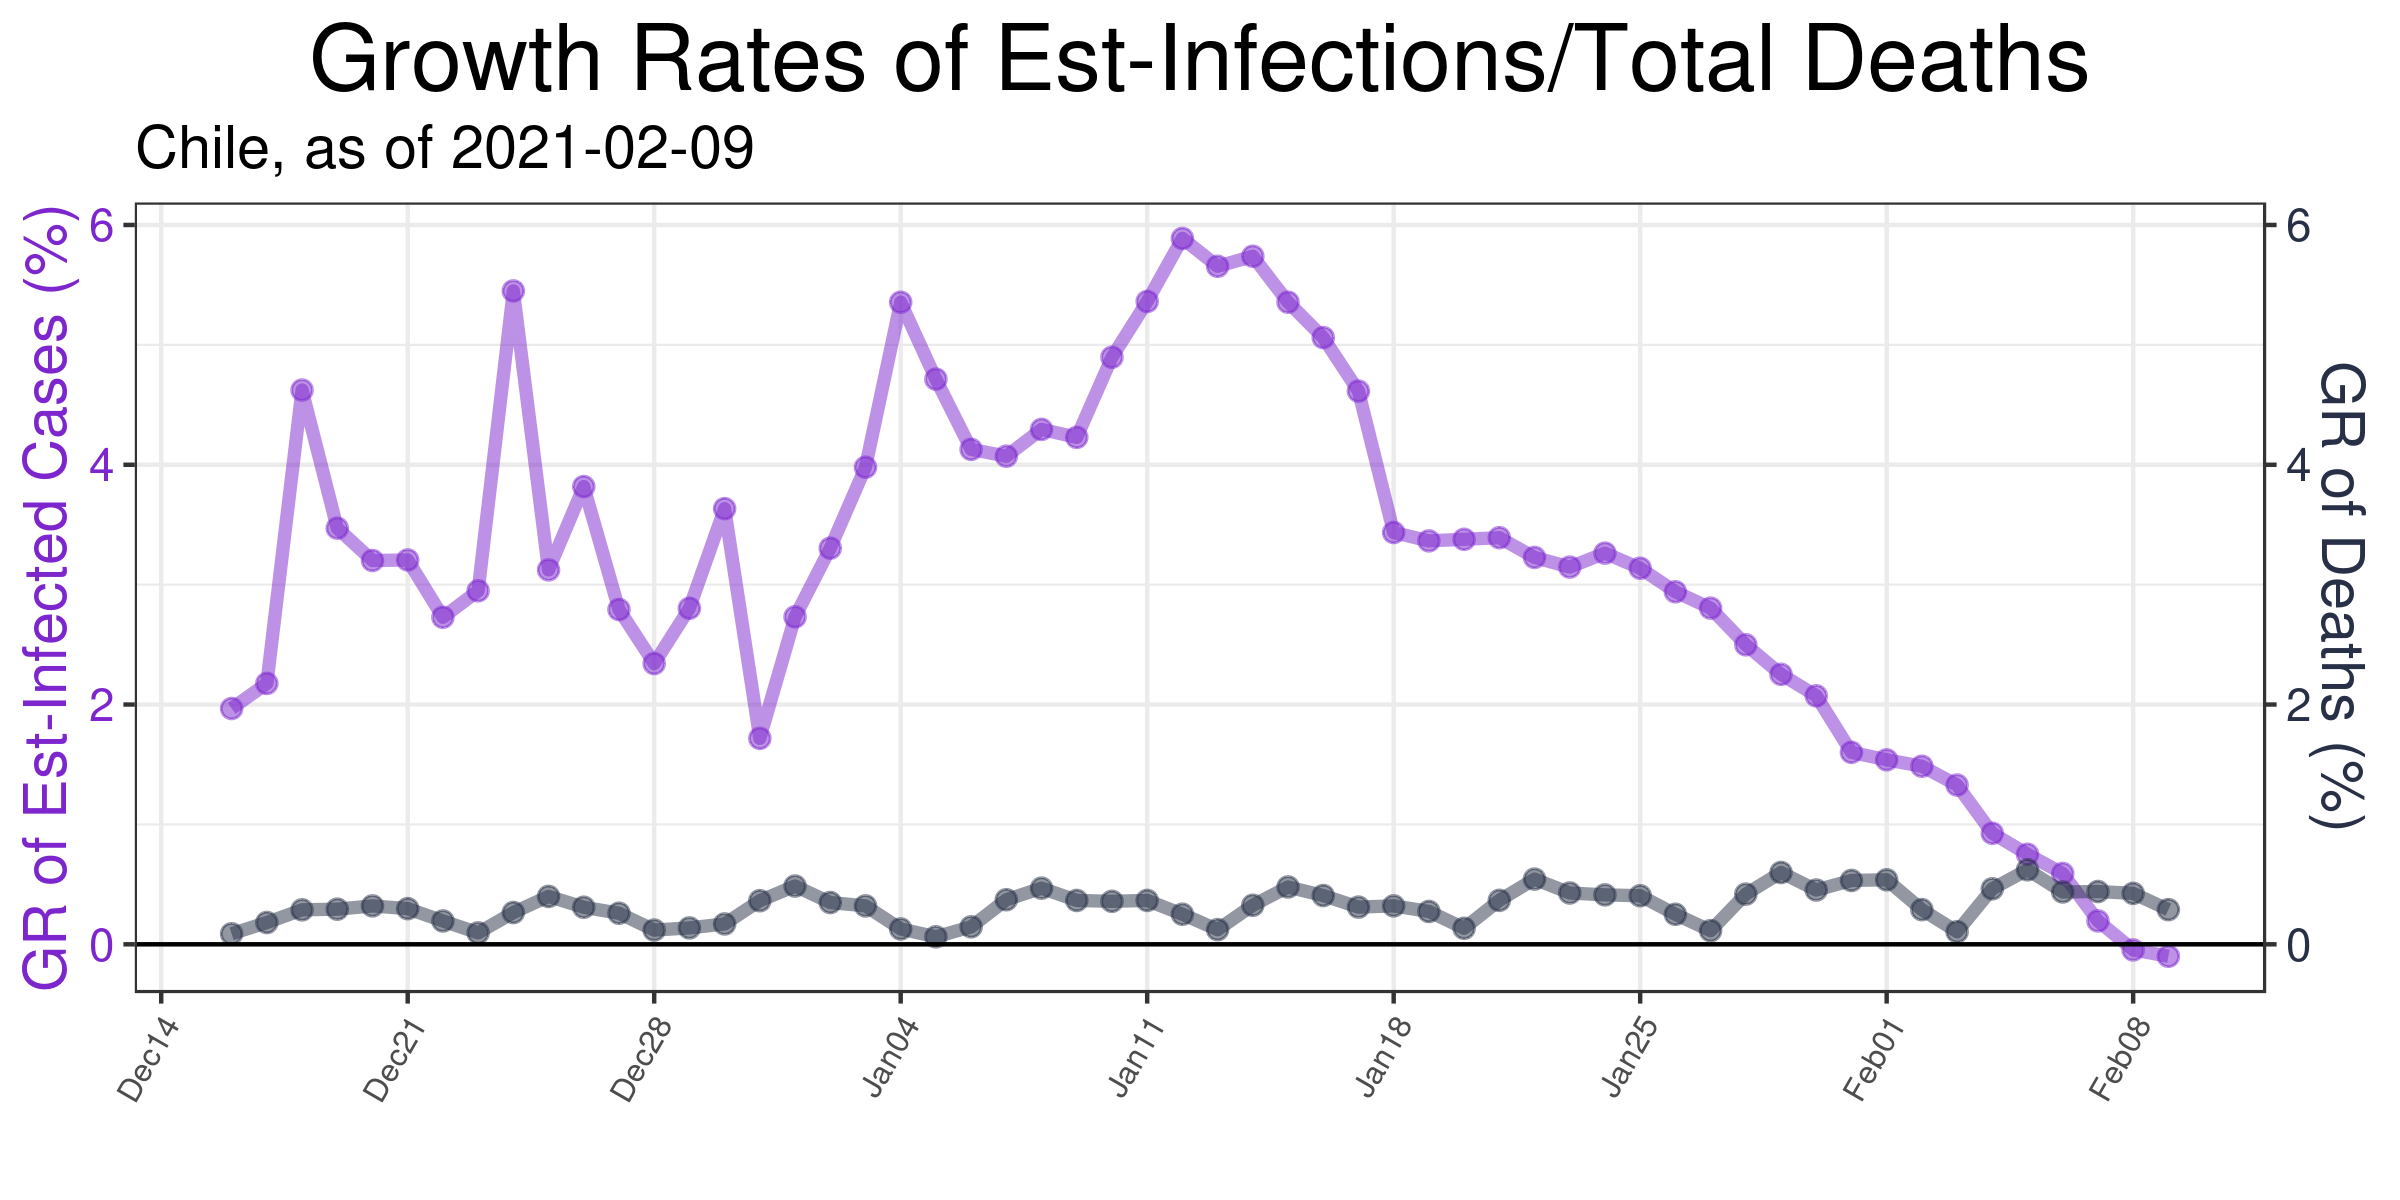 Growth Rates of Est-Infections/Total Deaths
Chile, as of 2021-02-09
GR of Est-Infected Cases (%)
6
4
2
0
6
4
2
0
GR of Deaths (%)
Dec14
Dec21
Dec28
Jan04
Jan11
Jan18
Jan25
Feb01
Feb08